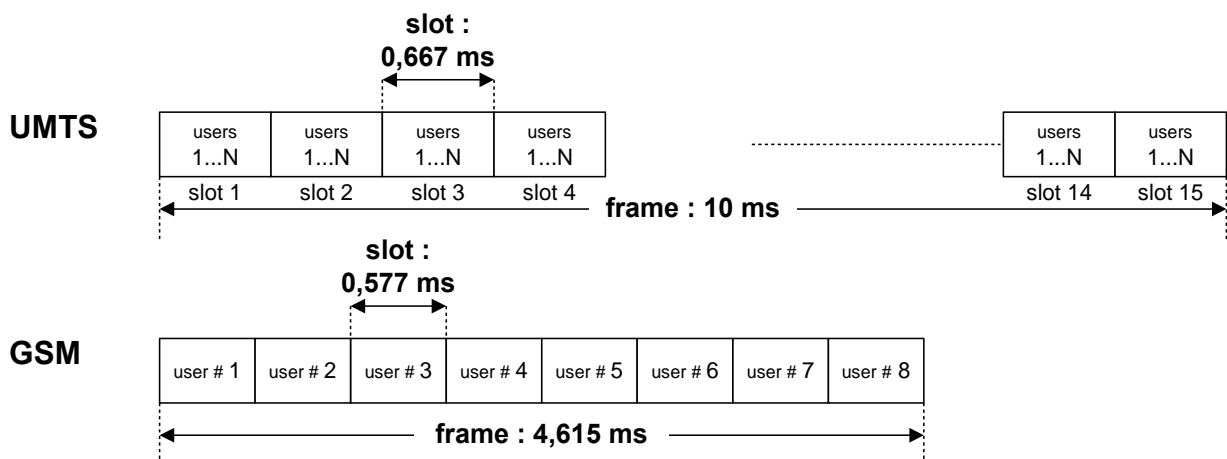 slot :
0,667 ms
UMTS
users
1...N
users
1...N
users
1...N
users
1...N
users
1...N
users
1...N
slot 1
slot 2
slot 3
slot 4
slot 14
slot 15
frame : 10 ms
slot :
0,577 ms
GSM
user # 1
user # 2
user # 3
user # 4
user # 5
user # 6
user # 7
user # 8
frame : 4,615 ms